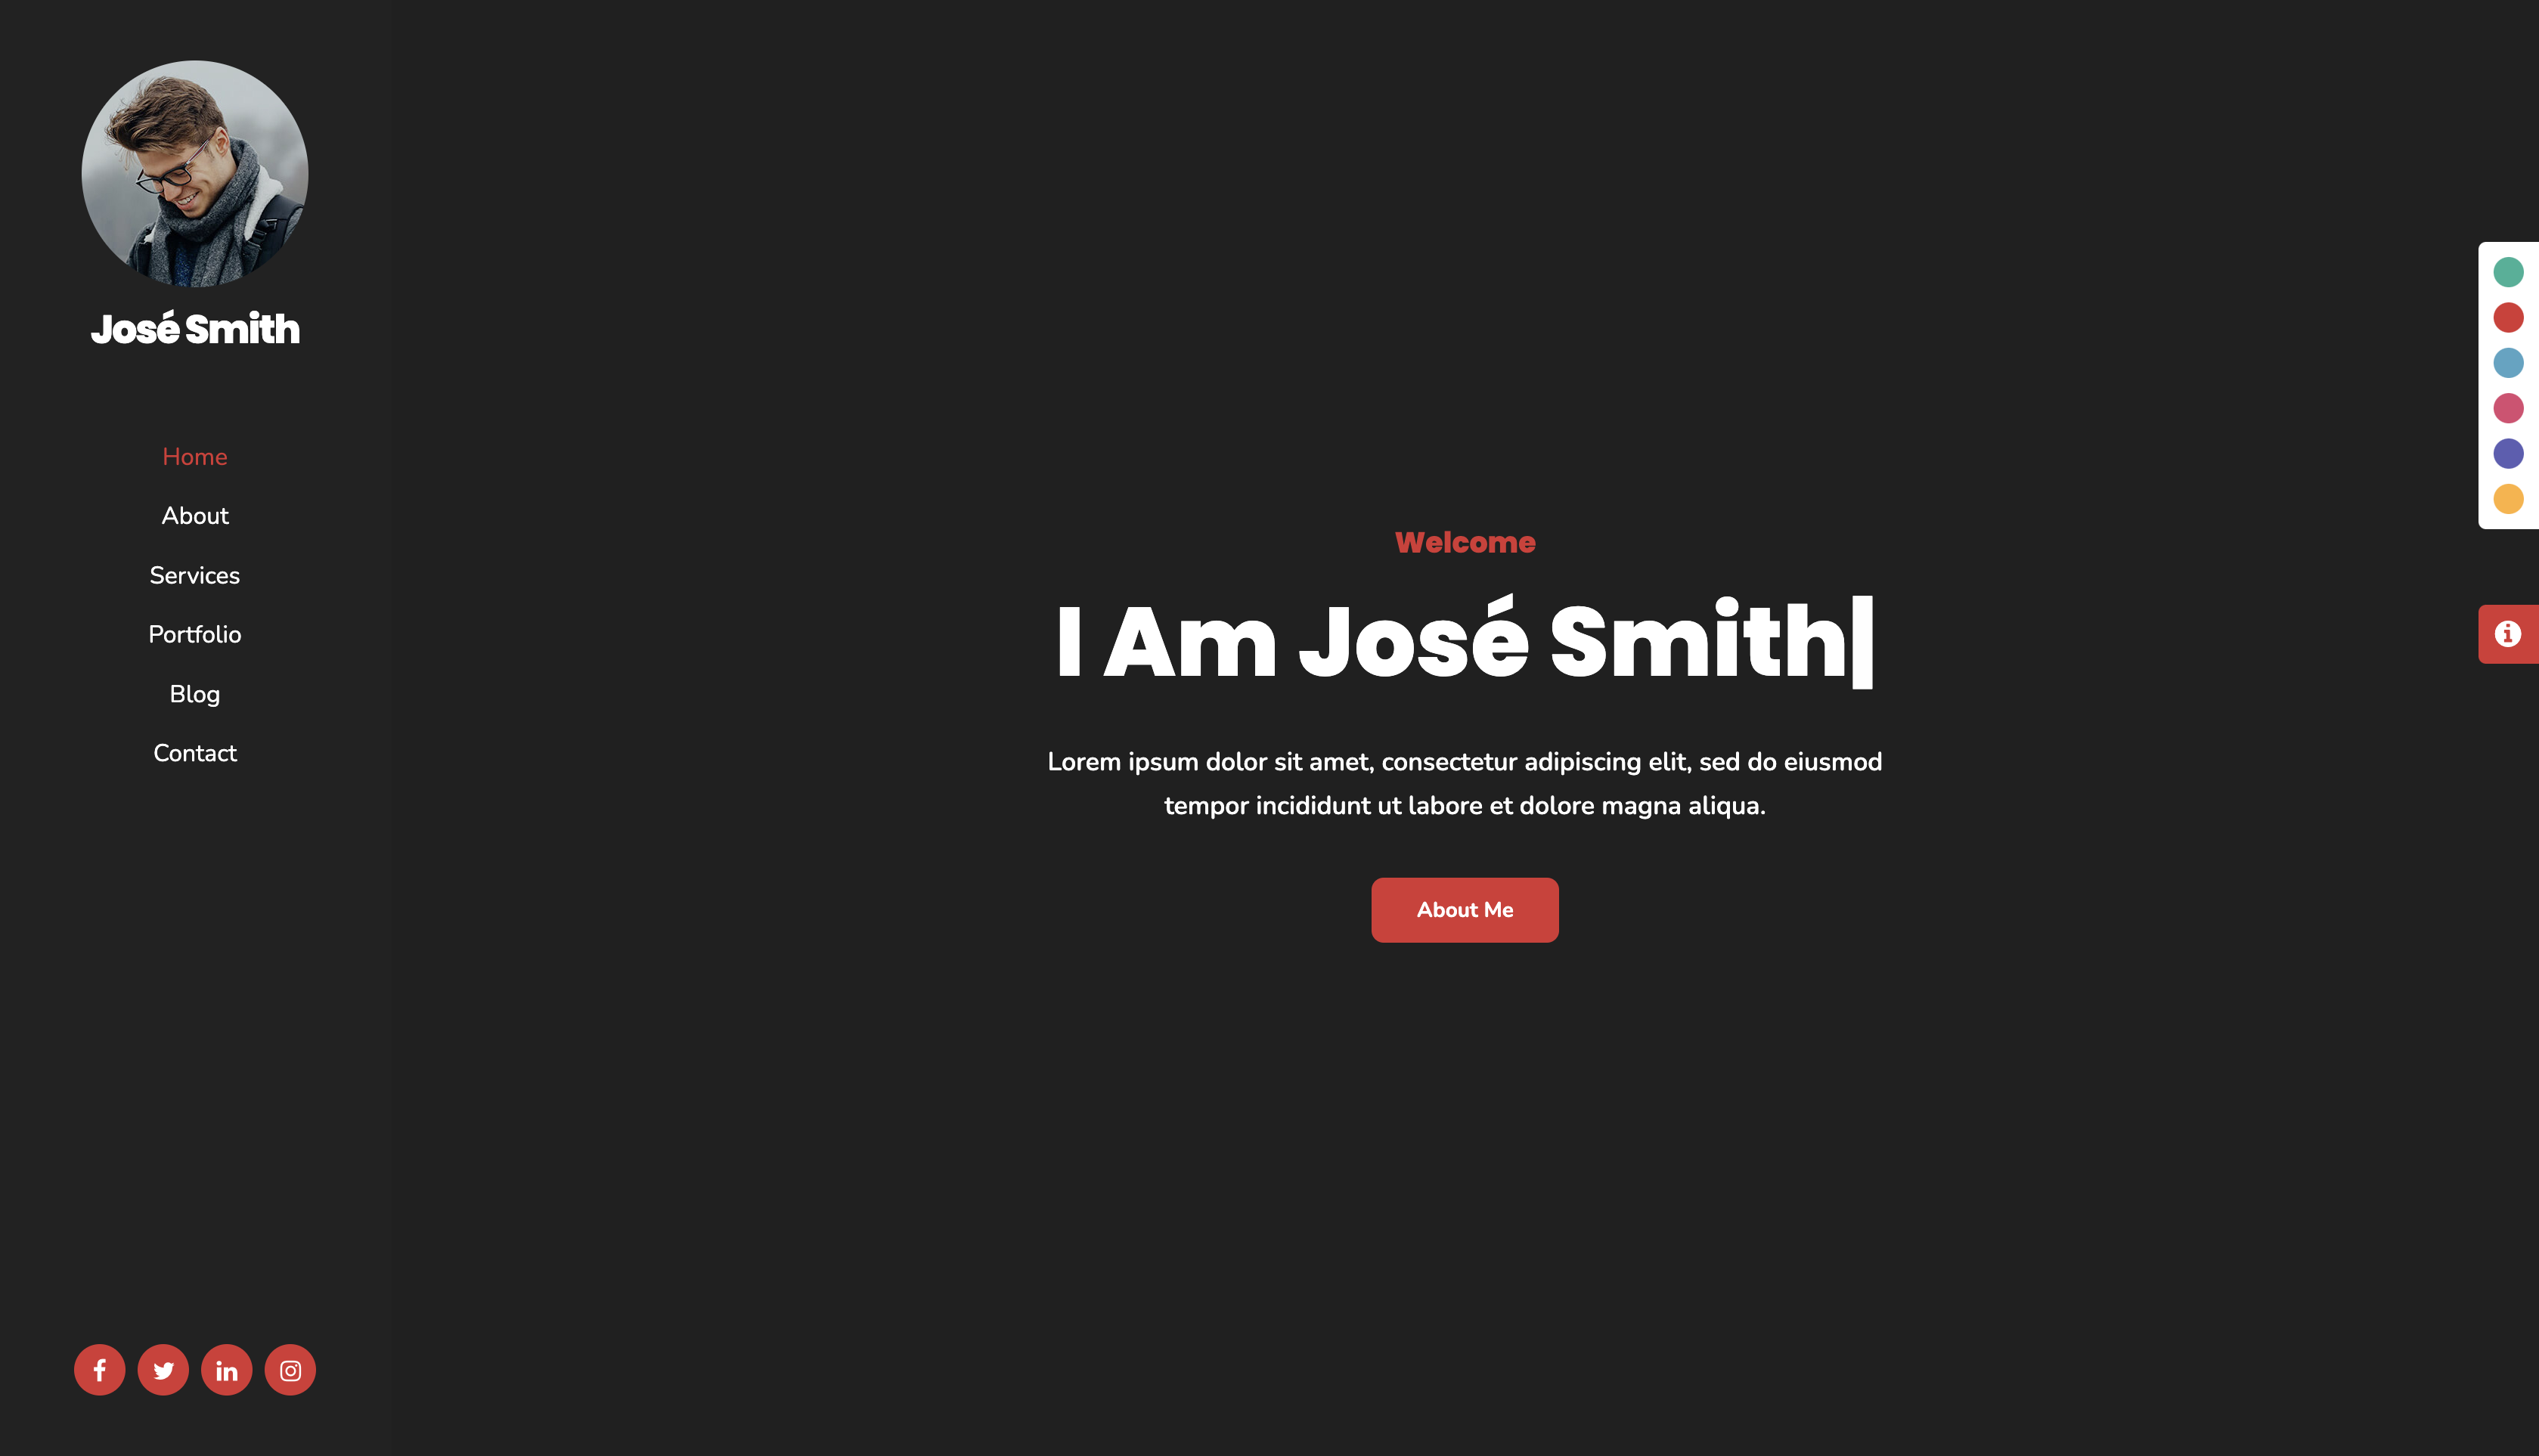 José Smith
Home
About
Services
Portfolio
Blog
Contact
Welcome
I Am José Smith|
Lorem ipsum dolor sit amet, consectetur adipiscing elit, sed do eiusmod
tempor incididunt ut labore et dolore magna aliqua.
About Me